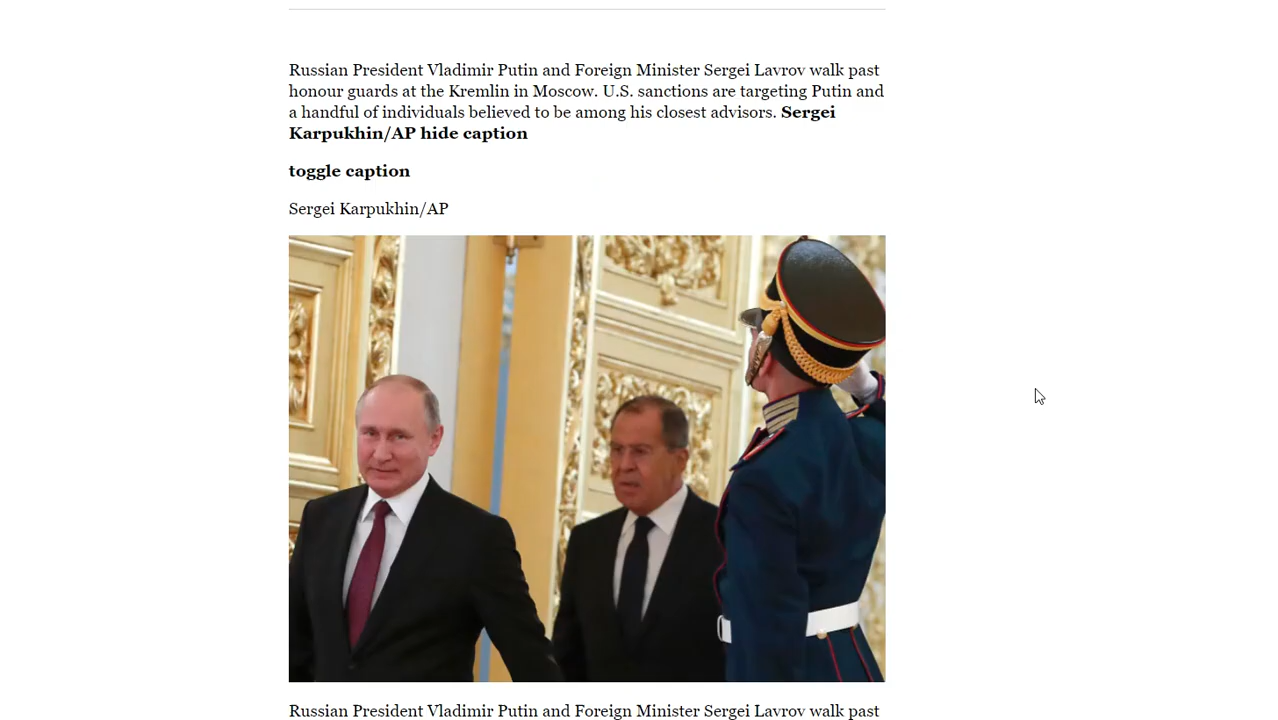 Russian President Vladimir Putin and Foreign Minister Sergei Lavrov walk past
honour guards at the Kremlin in Moscow. U.S. sanctions are targeting Putin and
a handful of individuals believed to be among his closest advisors. Sergei
Karpukhin/AP hide caption
toggle caption
Sergei Karpukhin/AP
Russian President Vladimir Putin and Foreign Minister Sergei Lavrov walk past